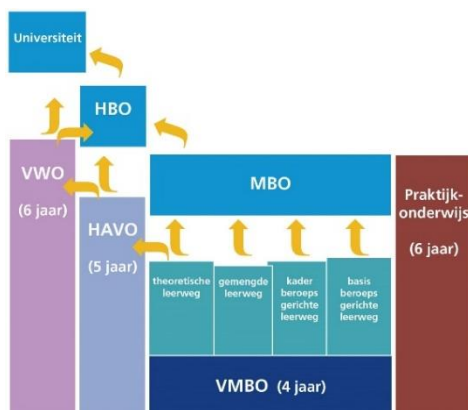 Universiteit
HBO
VWO
(6 jaar)
HAVO
(5 jaar)
MBO
Praktijk-
onderwijs
(6 jaar)
theoretische
leerweg
gemengde
leerweg
kader
beroeps
gerichte
leerweg
basis
beroeps
gerichte
leerweg
VMBO (4 jaar)